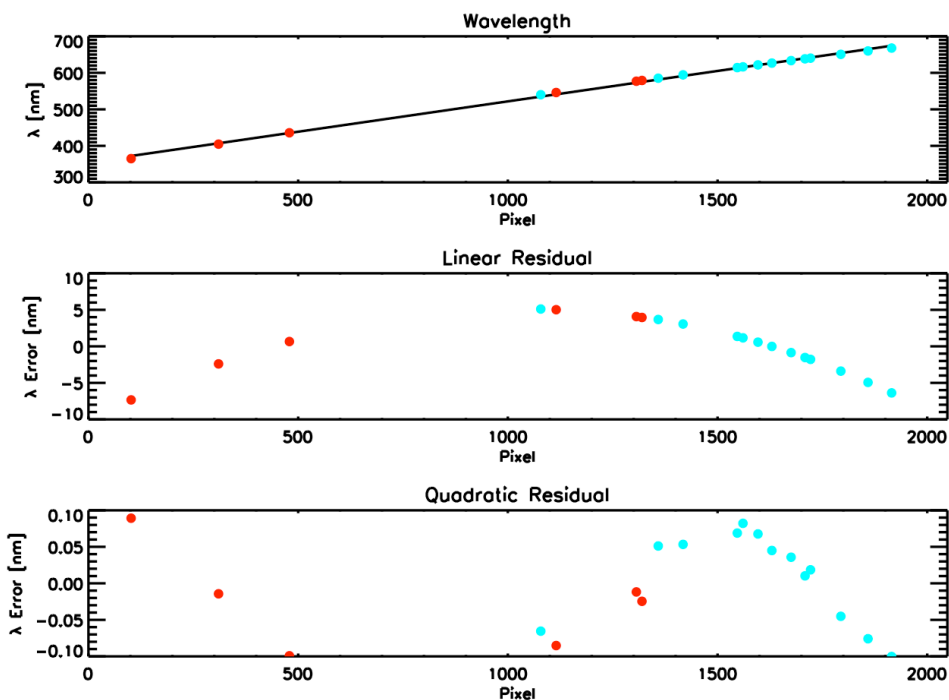 Wavelength
700
600
500
400
300
λ [nm]
0 500 1000 1500 2000
Pixel
Linear Residual
10
5
0
−5
−10
λ Error [nm]
0 500 1000 1500 2000
Pixel
Quadratic Residual
0.10
0.05
0.00
−0.05
−0.10
λ Error [nm]
0 500 1000 1500 2000
Pixel